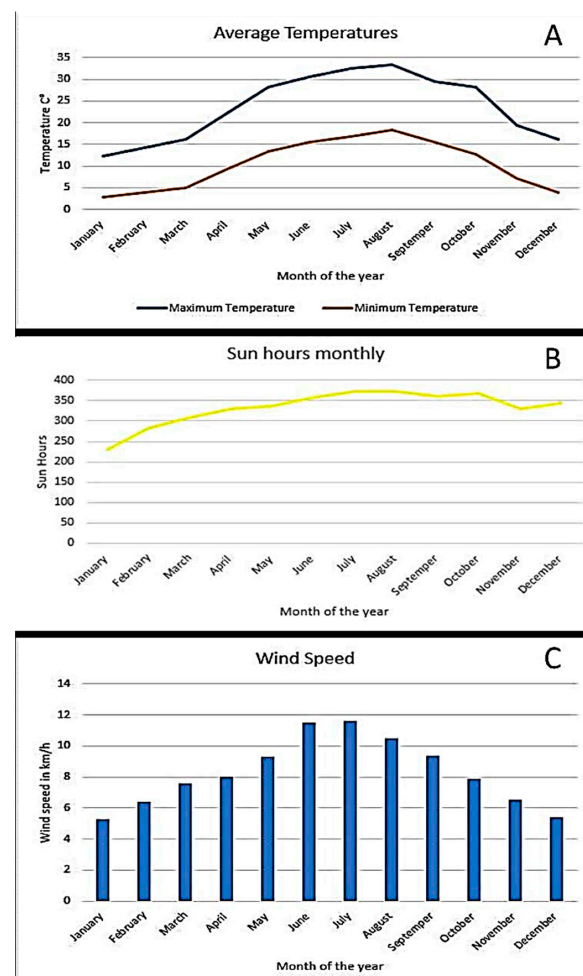 Average Temperatures
A
Temperature C°
35
30
25
20
15
10
5
0
January
February
March
April
May
June
July
August
Septemper
October
November
December
Month of the year
Maximum Temperature
Minimum Temperature
Sun hours monthly
B
Sun Hours
400
350
300
250
200
150
100
50
0
January
February
March
April
May
June
July
August
Septemper
October
November
December
Month of the year
Wind Speed
C
Wind speed in km/h
14
12
10
8
6
4
2
0
January
February
March
April
May
June
July
August
Septemper
October
November
December
Month of the year